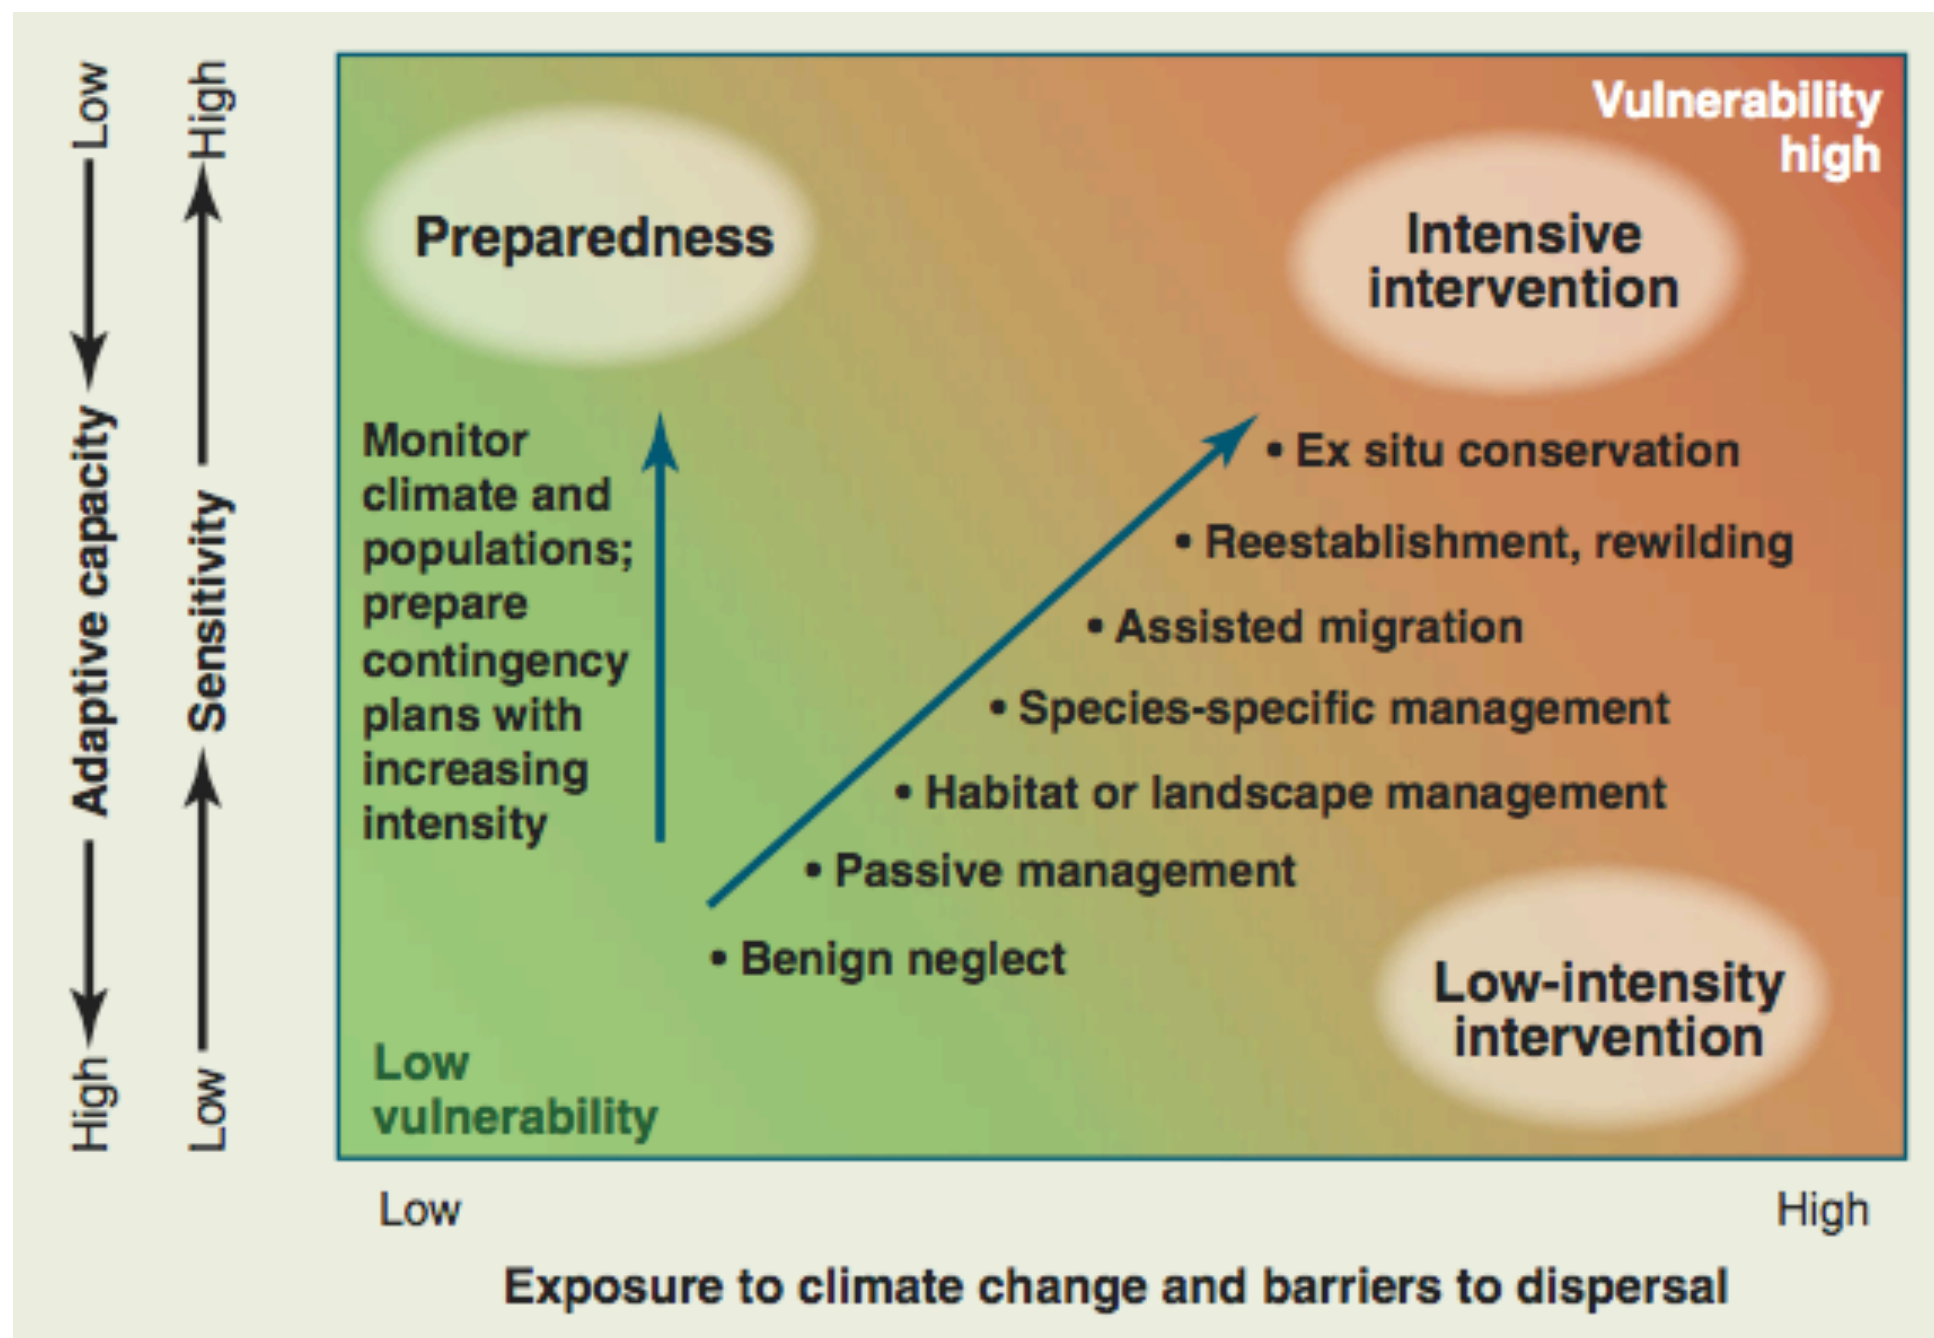 Low
Adaptive capacity
High
High
Sensitivity
Low
Vulnerability
high
Preparedness
Intensive
intervention
Monitor
climate and
populations;
prepare
contingency
plans with
increasing
intensity
• Ex situ conservation
• Reestablishment, rewilding
• Assisted migration
• Species-specific management
• Habitat or landscape management
• Passive management
• Benign neglect
Low-intensity
intervention
Low
vulnerability
Low
High
Exposure to climate change and barriers to dispersal